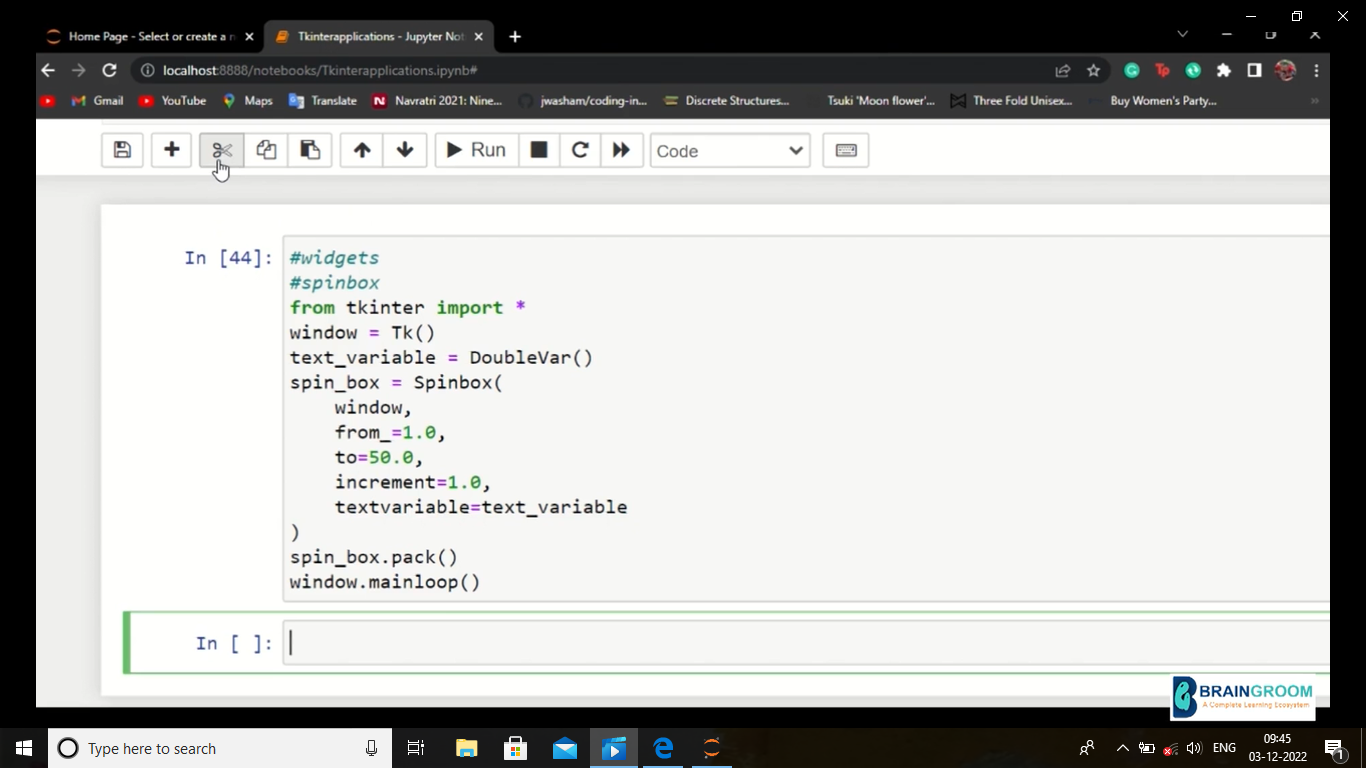 Home Page - Select or create a n
Tkinterapplications - Jupyter Not
localhost:8888/notebooks/Tkinterapplications.ipynb#
Gmail
YouTube
Maps
Translate
Navratri 2021: Nine...
jwasham/coding-in...
Discrete Structures...
Tsuki 'Moon flower'...
Three Fold Unisex...
Buy Women's Party...
Run
Code
In [44]:
#widgets
#spinbox
from tkinter import *
window = Tk()
text_variable = DoubleVar()
spin_box = Spinbox(
    window,
    from_=1.0,
    to=50.0,
    increment=1.0,
    textvariable=text_variable
)
spin_box.pack()
window.mainloop()
In [ ]:
BRAINGROOM
A Complete Learning Ecosystem
Type here to search
ENG
09:45
03-12-2022
1